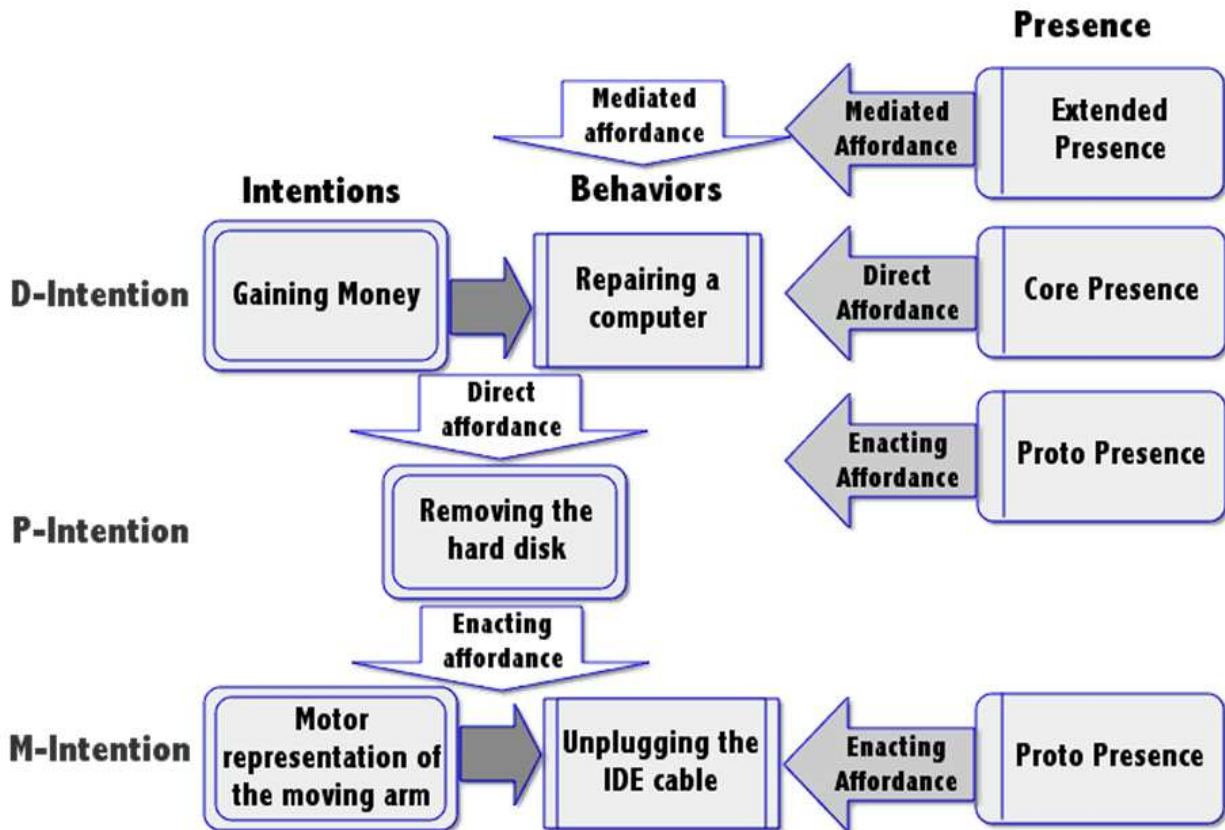 Presence
Mediated
affordance
Mediated
Affordance
Extended
Presence
Intentions
Behaviors
D-Intention
Gaining Money
Repairing a
computer
Direct
Affordance
Core Presence
Direct
affordance
Enacting
Affordance
Proto Presence
P-Intention
Removing the
hard disk
Enacting
affordance
M-Intention
Motor
representation of
the moving arm
Unplugging the
IDE cable
Enacting
Affordance
Proto Presence